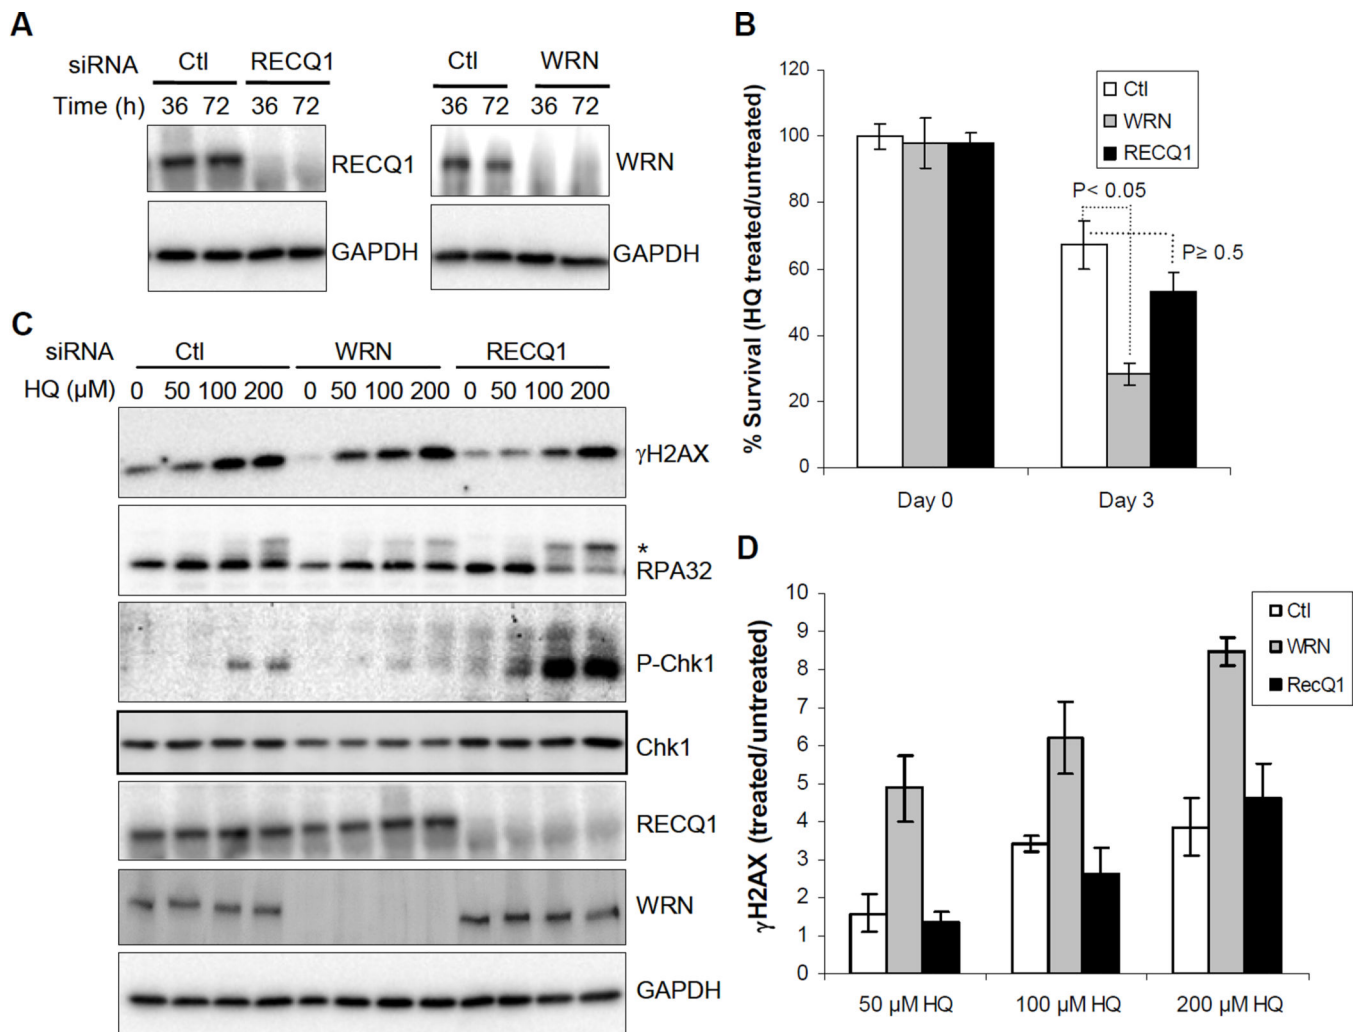 A
siRNA Ctl RECQ1 Ctl WRN
Time (h) 36 72 36 72 36 72 36 72
RECQ1 WRN
GAPDH GAPDH
B
% Survival (HQ treated/untreated)
120
100
80
60
40
20
0
Ctl
WRN
RECQ1
P< 0.05
P≥ 0.5
Day 0 Day 3
C
siRNA Ctl WRN RECQ1
HQ (μM) 0 50 100 200 0 50 100 200 0 50 100 200
γH2AX
*
RPA32
P-Chk1
Chk1
RECQ1
WRN
GAPDH
D
γH2AX (treated/untreated)
10
9
8
7
6
5
4
3
2
1
0
Ctl
WRN
RecQ1
50 μM HQ 100 μM HQ 200 μM HQ